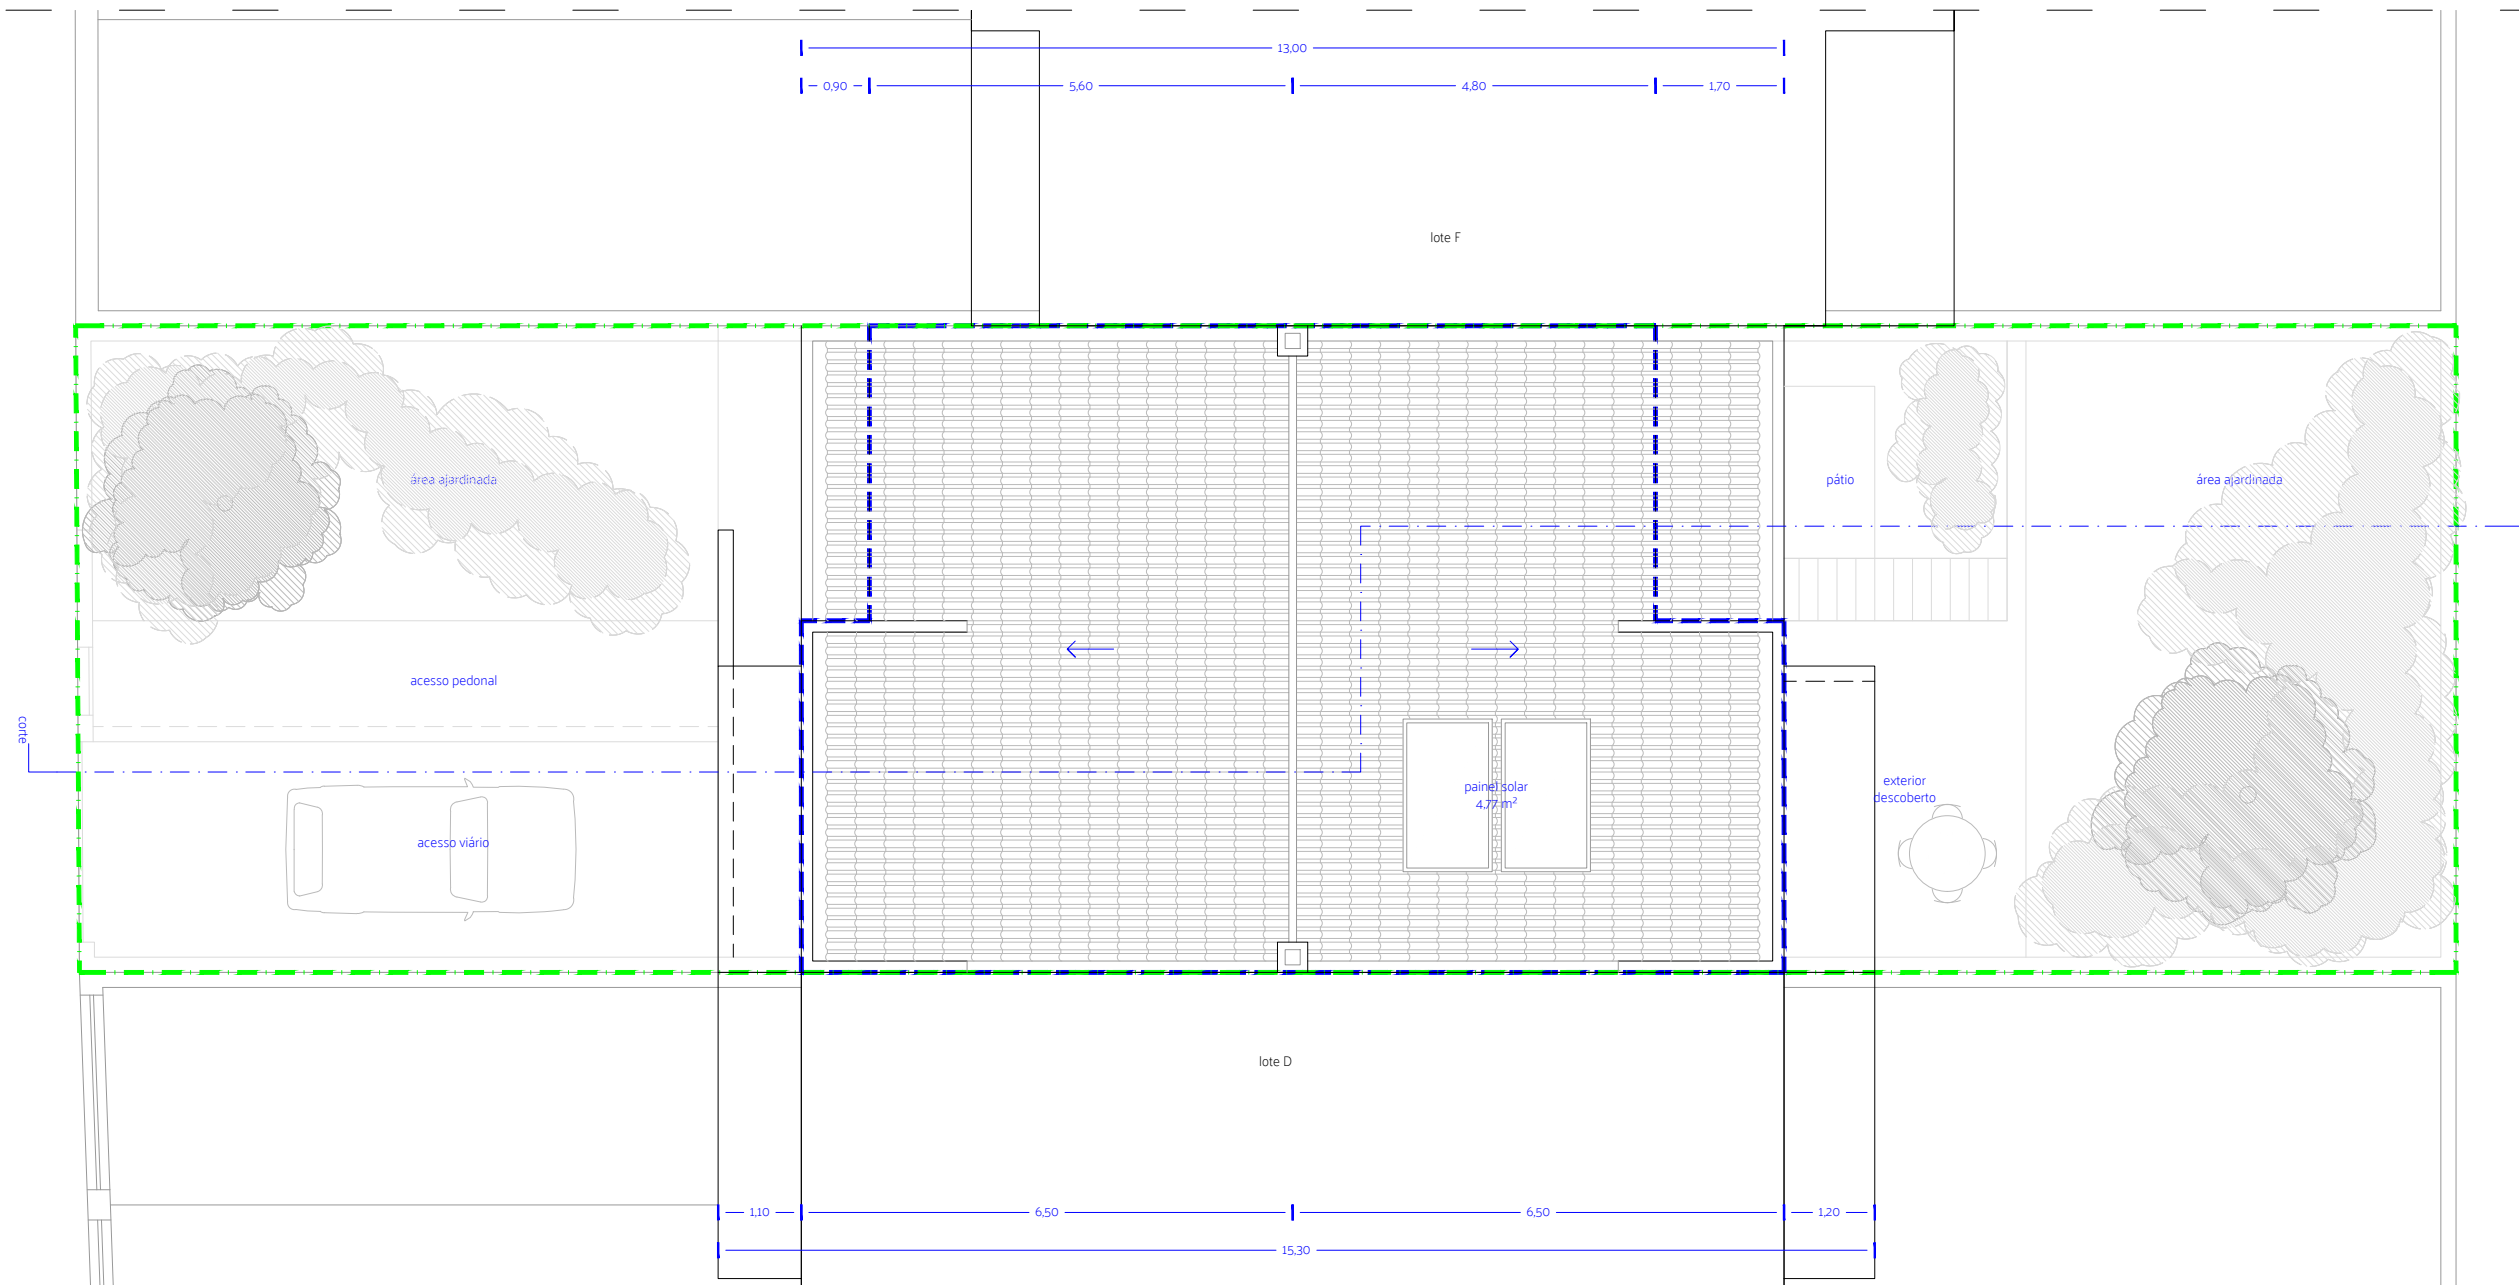 13,00
0,90
5,60
4,80
1,70
lote F
área ajardinada
pátio
área ajardinada
acesso pedonal
corte
painel solar
4,77 m²
exterior
descoberto
acesso viário
lote D
1,10
6,50
6,50
1,20
15,30